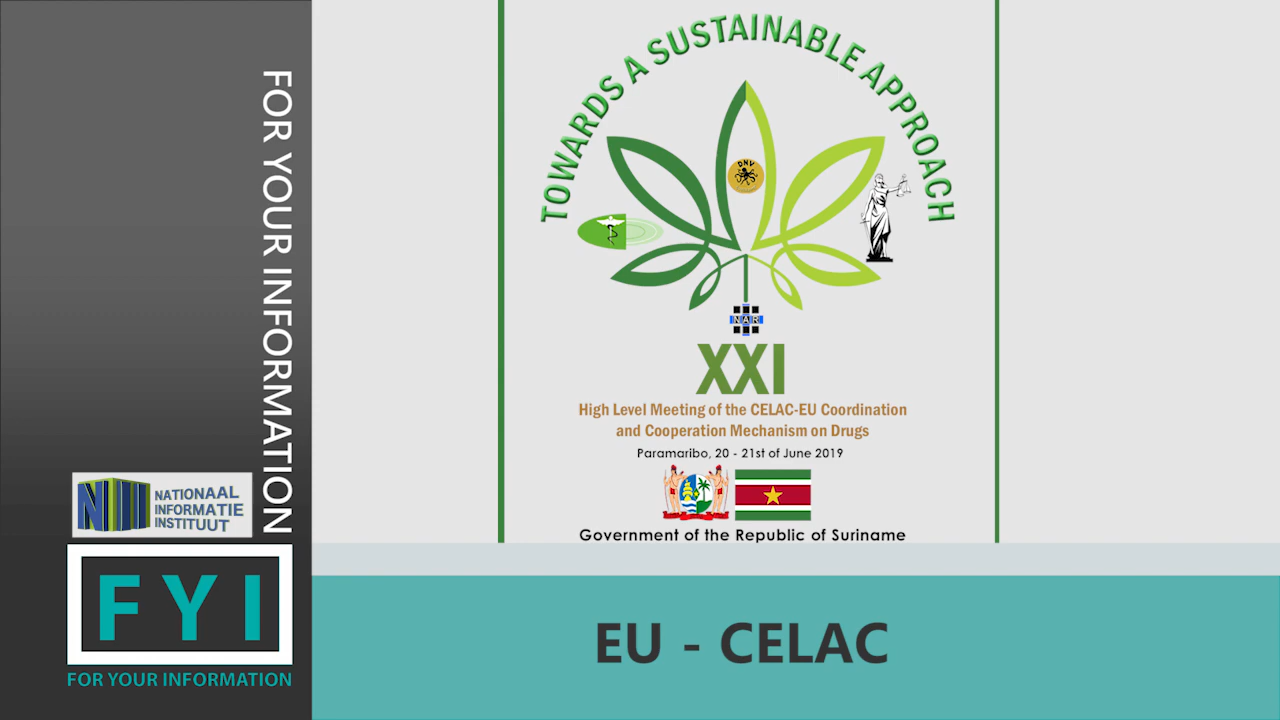 FOR YOUR INFORMATION
NATIONAAL
INFORMATIE
INSTITUUT
FYI
FOR YOUR INFORMATION
TOWARDS A SUSTAINABLE APPROACH
DNV
NAR
XXI
High Level Meeting of the CELAC-EU Coordination
and Cooperation Mechanism on Drugs
Paramaribo, 20 - 21st of June 2019
Government of the Republic of Suriname
EU - CELAC